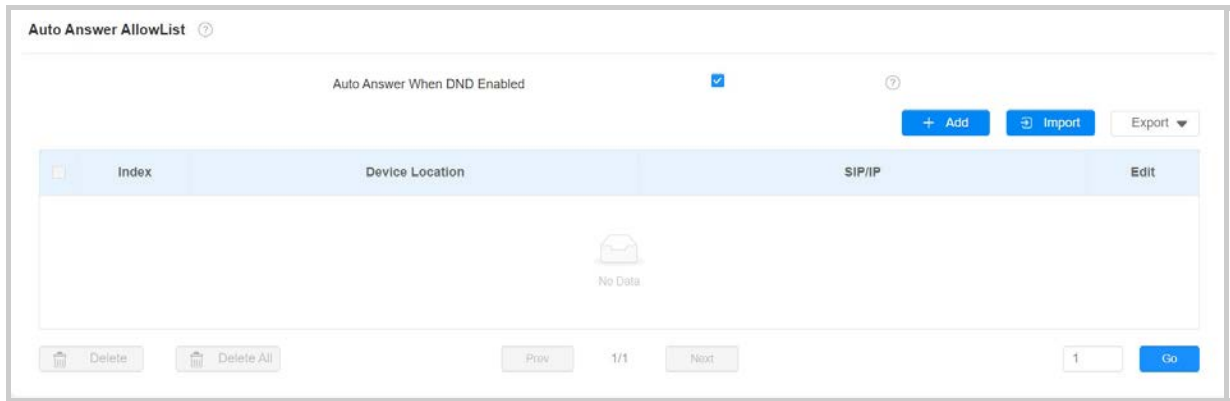 Auto Answer AllowList ?
Auto Answer When DND Enabled ?
+ Add Import Export
Index Device Location SIP/IP Edit
No Data
Delete Delete All Prev 1/1 Next 1 Go